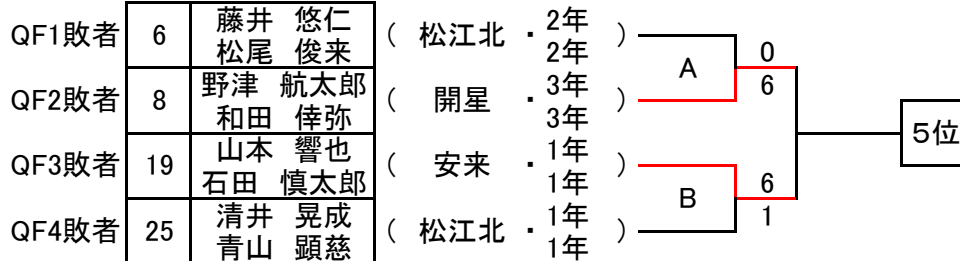 QF1敗者 6 藤井 悠仁 松尾 俊来 ( 松江北 ・ 2年 2年 )
A 0 6
QF2敗者 8 野津 航太郎 和田 倖弥 ( 開星 ・ 3年 3年 )
5位
QF3敗者 19 山本 響也 石田 慎太郎 ( 安来 ・ 1年 1年 )
B 6 1
QF4敗者 25 清井 晃成 青山 顕慈 ( 松江北 ・ 1年 1年 )